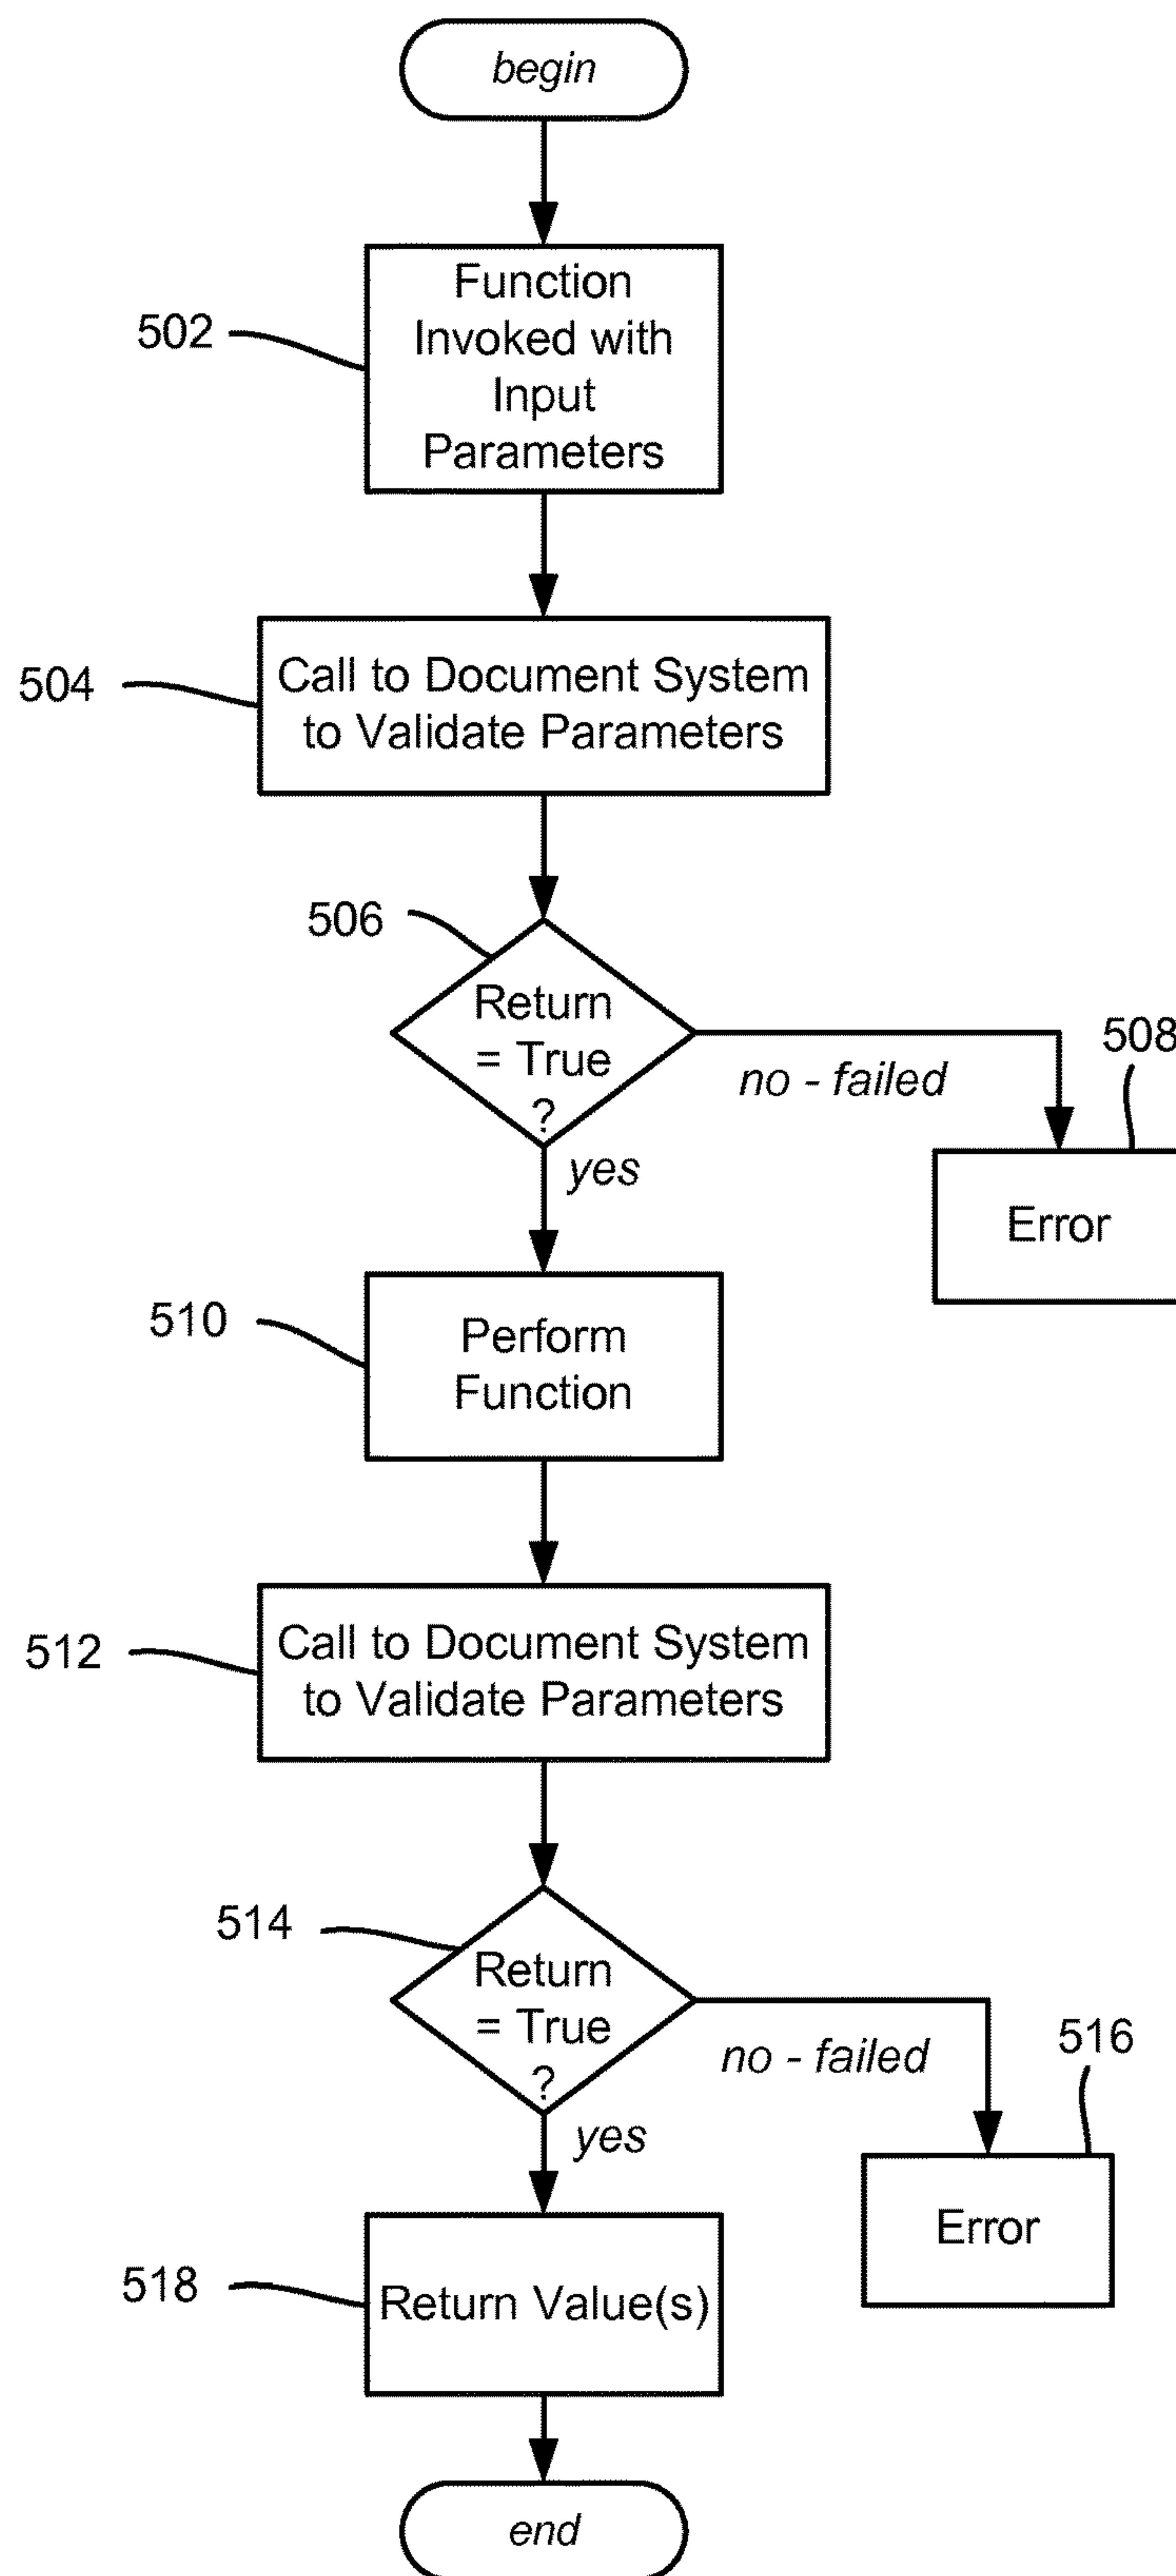 begin
502
Function
Invoked with
Input
Parameters
504
Call to Document System
to Validate Parameters
506
Return
= True
?
no - failed
508
yes
Error
510
Perform
Function
512
Call to Document System
to Validate Parameters
514
Return
= True
?
no - failed
516
yes
Error
518
Return Value(s)
end